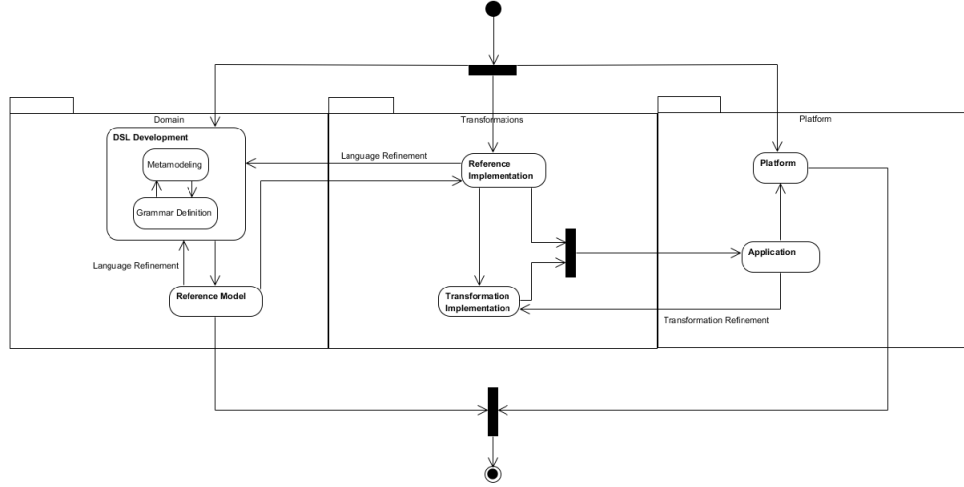 Domain
Transformations
Platform
DSL Development
Metamodeling
Grammar Definition
Language Refinement
Reference Model
Language Refinement
Reference
Implementation
Transformation
Implementation
Platform
Application
Transformation Refinement